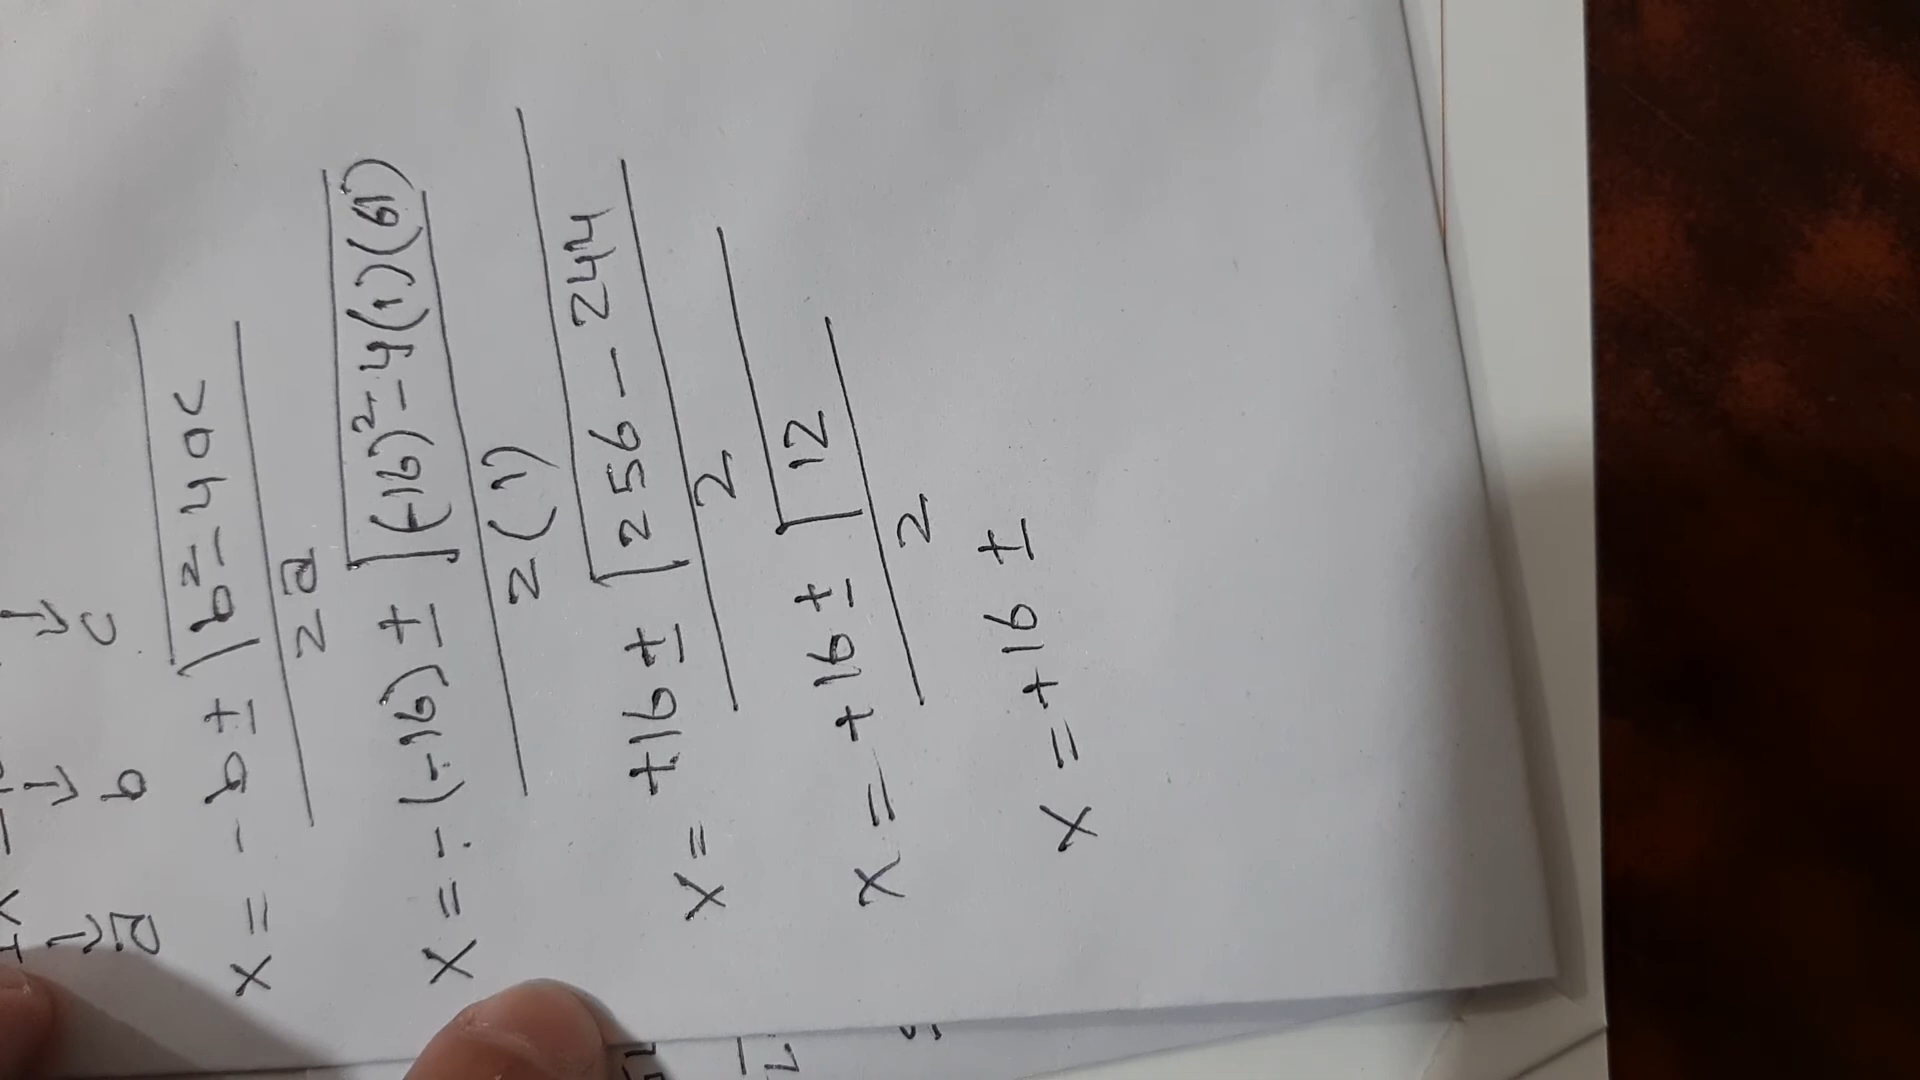 a b c
x = -b ± √b²-4ac
2a
x = -(-16) ± √(-16)²-4(1)(61)
2(1)
x = +16 ± √256-244
2
x = +16 ± √12
2
x = +16 ±